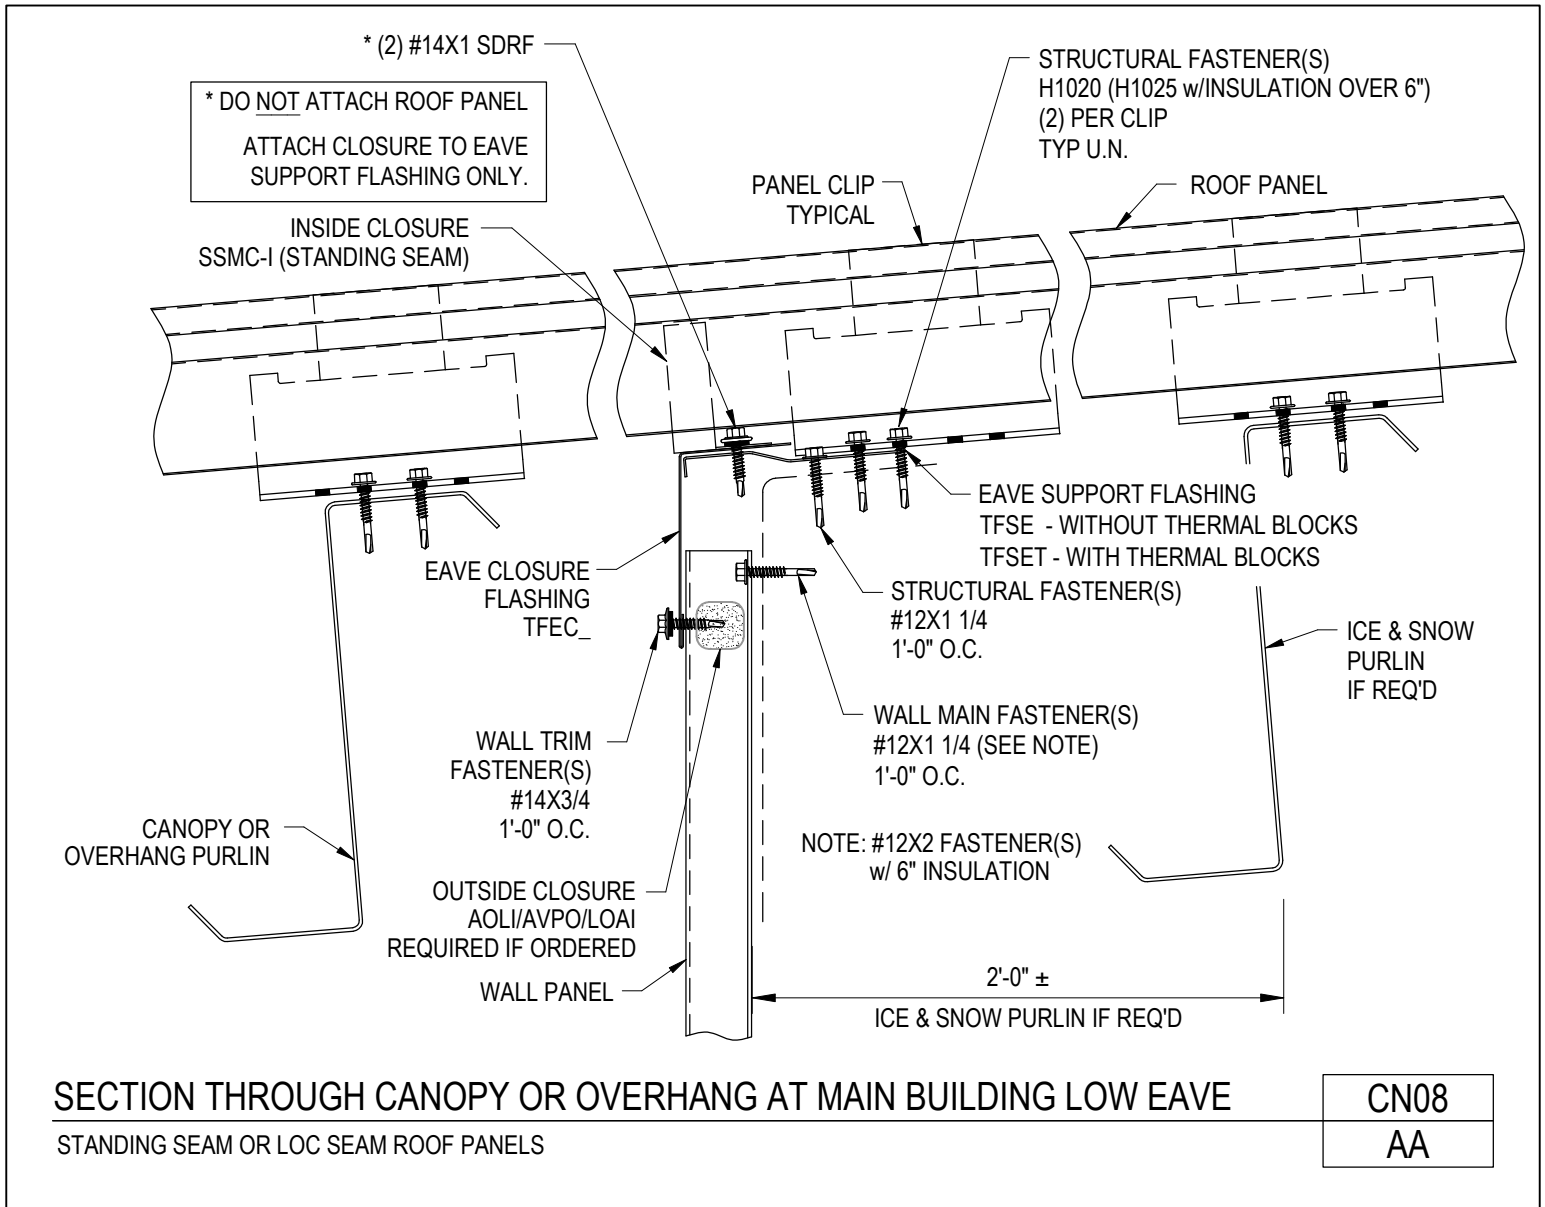 * (2) #14X1 SDRF
* DO NOT ATTACH ROOF PANEL
ATTACH CLOSURE TO EAVE
SUPPORT FLASHING ONLY.
INSIDE CLOSURE
SSMC-I (STANDING SEAM)
STRUCTURAL FASTENER(S)
H1020 (H1025 w/INSULATION OVER 6")
(2) PER CLIP
TYP U.N.
PANEL CLIP
TYPICAL
ROOF PANEL
EAVE SUPPORT FLASHING
TFSE - WITHOUT THERMAL BLOCKS
TFSET - WITH THERMAL BLOCKS
EAVE CLOSURE
FLASHING
TFEC_
STRUCTURAL FASTENER(S)
#12X1 1/4
1'-0" O.C.
ICE & SNOW
PURLIN
IF REQ'D
WALL MAIN FASTENER(S)
#12X1 1/4 (SEE NOTE)
1'-0" O.C.
WALL TRIM
FASTENER(S)
#14X3/4
1'-0" O.C.
CANOPY OR
OVERHANG PURLIN
NOTE: #12X2 FASTENER(S)
w/ 6" INSULATION
OUTSIDE CLOSURE
AOLI/AVPO/LOAI
REQUIRED IF ORDERED
WALL PANEL
2'-0" ±
ICE & SNOW PURLIN IF REQ'D
SECTION THROUGH CANOPY OR OVERHANG AT MAIN BUILDING LOW EAVE
CN08
STANDING SEAM OR LOC SEAM ROOF PANELS
AA